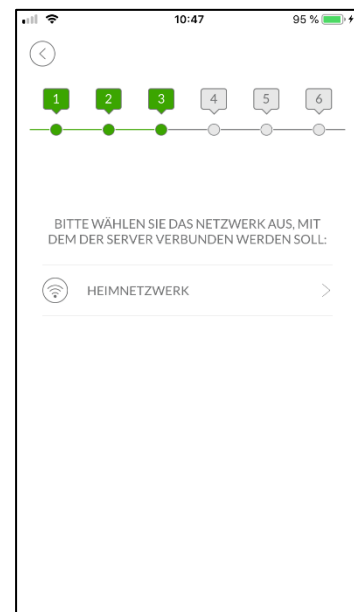 10:47
95 %
1 2 3 4 5 6
BITTE WÄHLEN SIE DAS NETZWERK AUS, MIT
DEM DER SERVER VERBUNDEN WERDEN SOLL:
HEIMNETZWERK